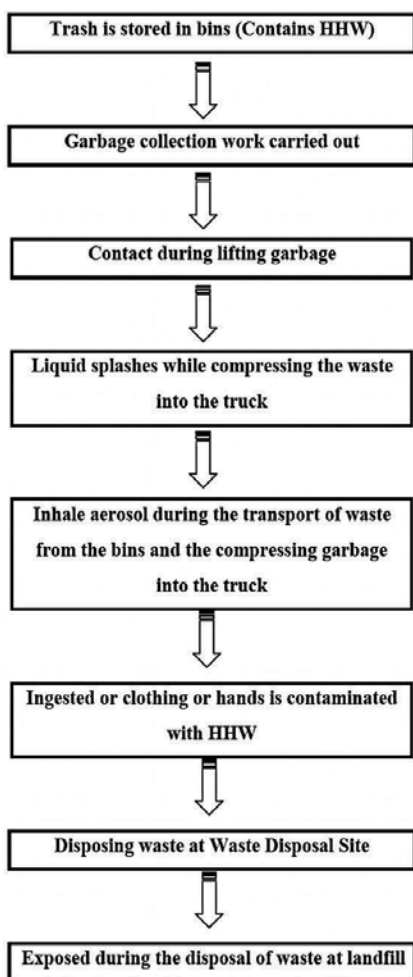 Trash is stored in bins (Contains HHW)
Garbage collection work carried out
Contact during lifting garbage
Liquid splashes while compressing the waste
into the truck
Inhale aerosol during the transport of waste
from the bins and the compressing garbage
into the truck
Ingested or clothing or hands is contaminated
with HHW
Disposing waste at Waste Disposal Site
Exposed during the disposal of waste at landfill